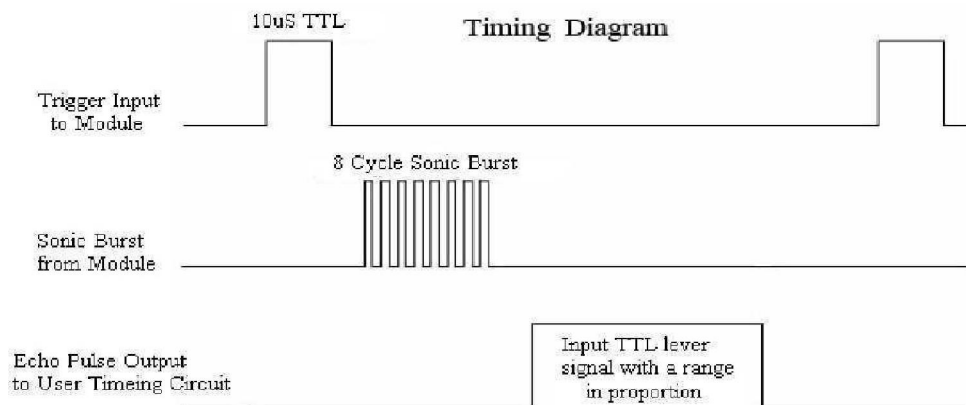 10uS TTL
Timing Diagram
Trigger Input
to Module
8 Cycle Sonic Burst
Sonic Burst
from Module
Echo Pulse Output
to User Timeing Circuit
Input TTL lever
signal with a range
in proportion